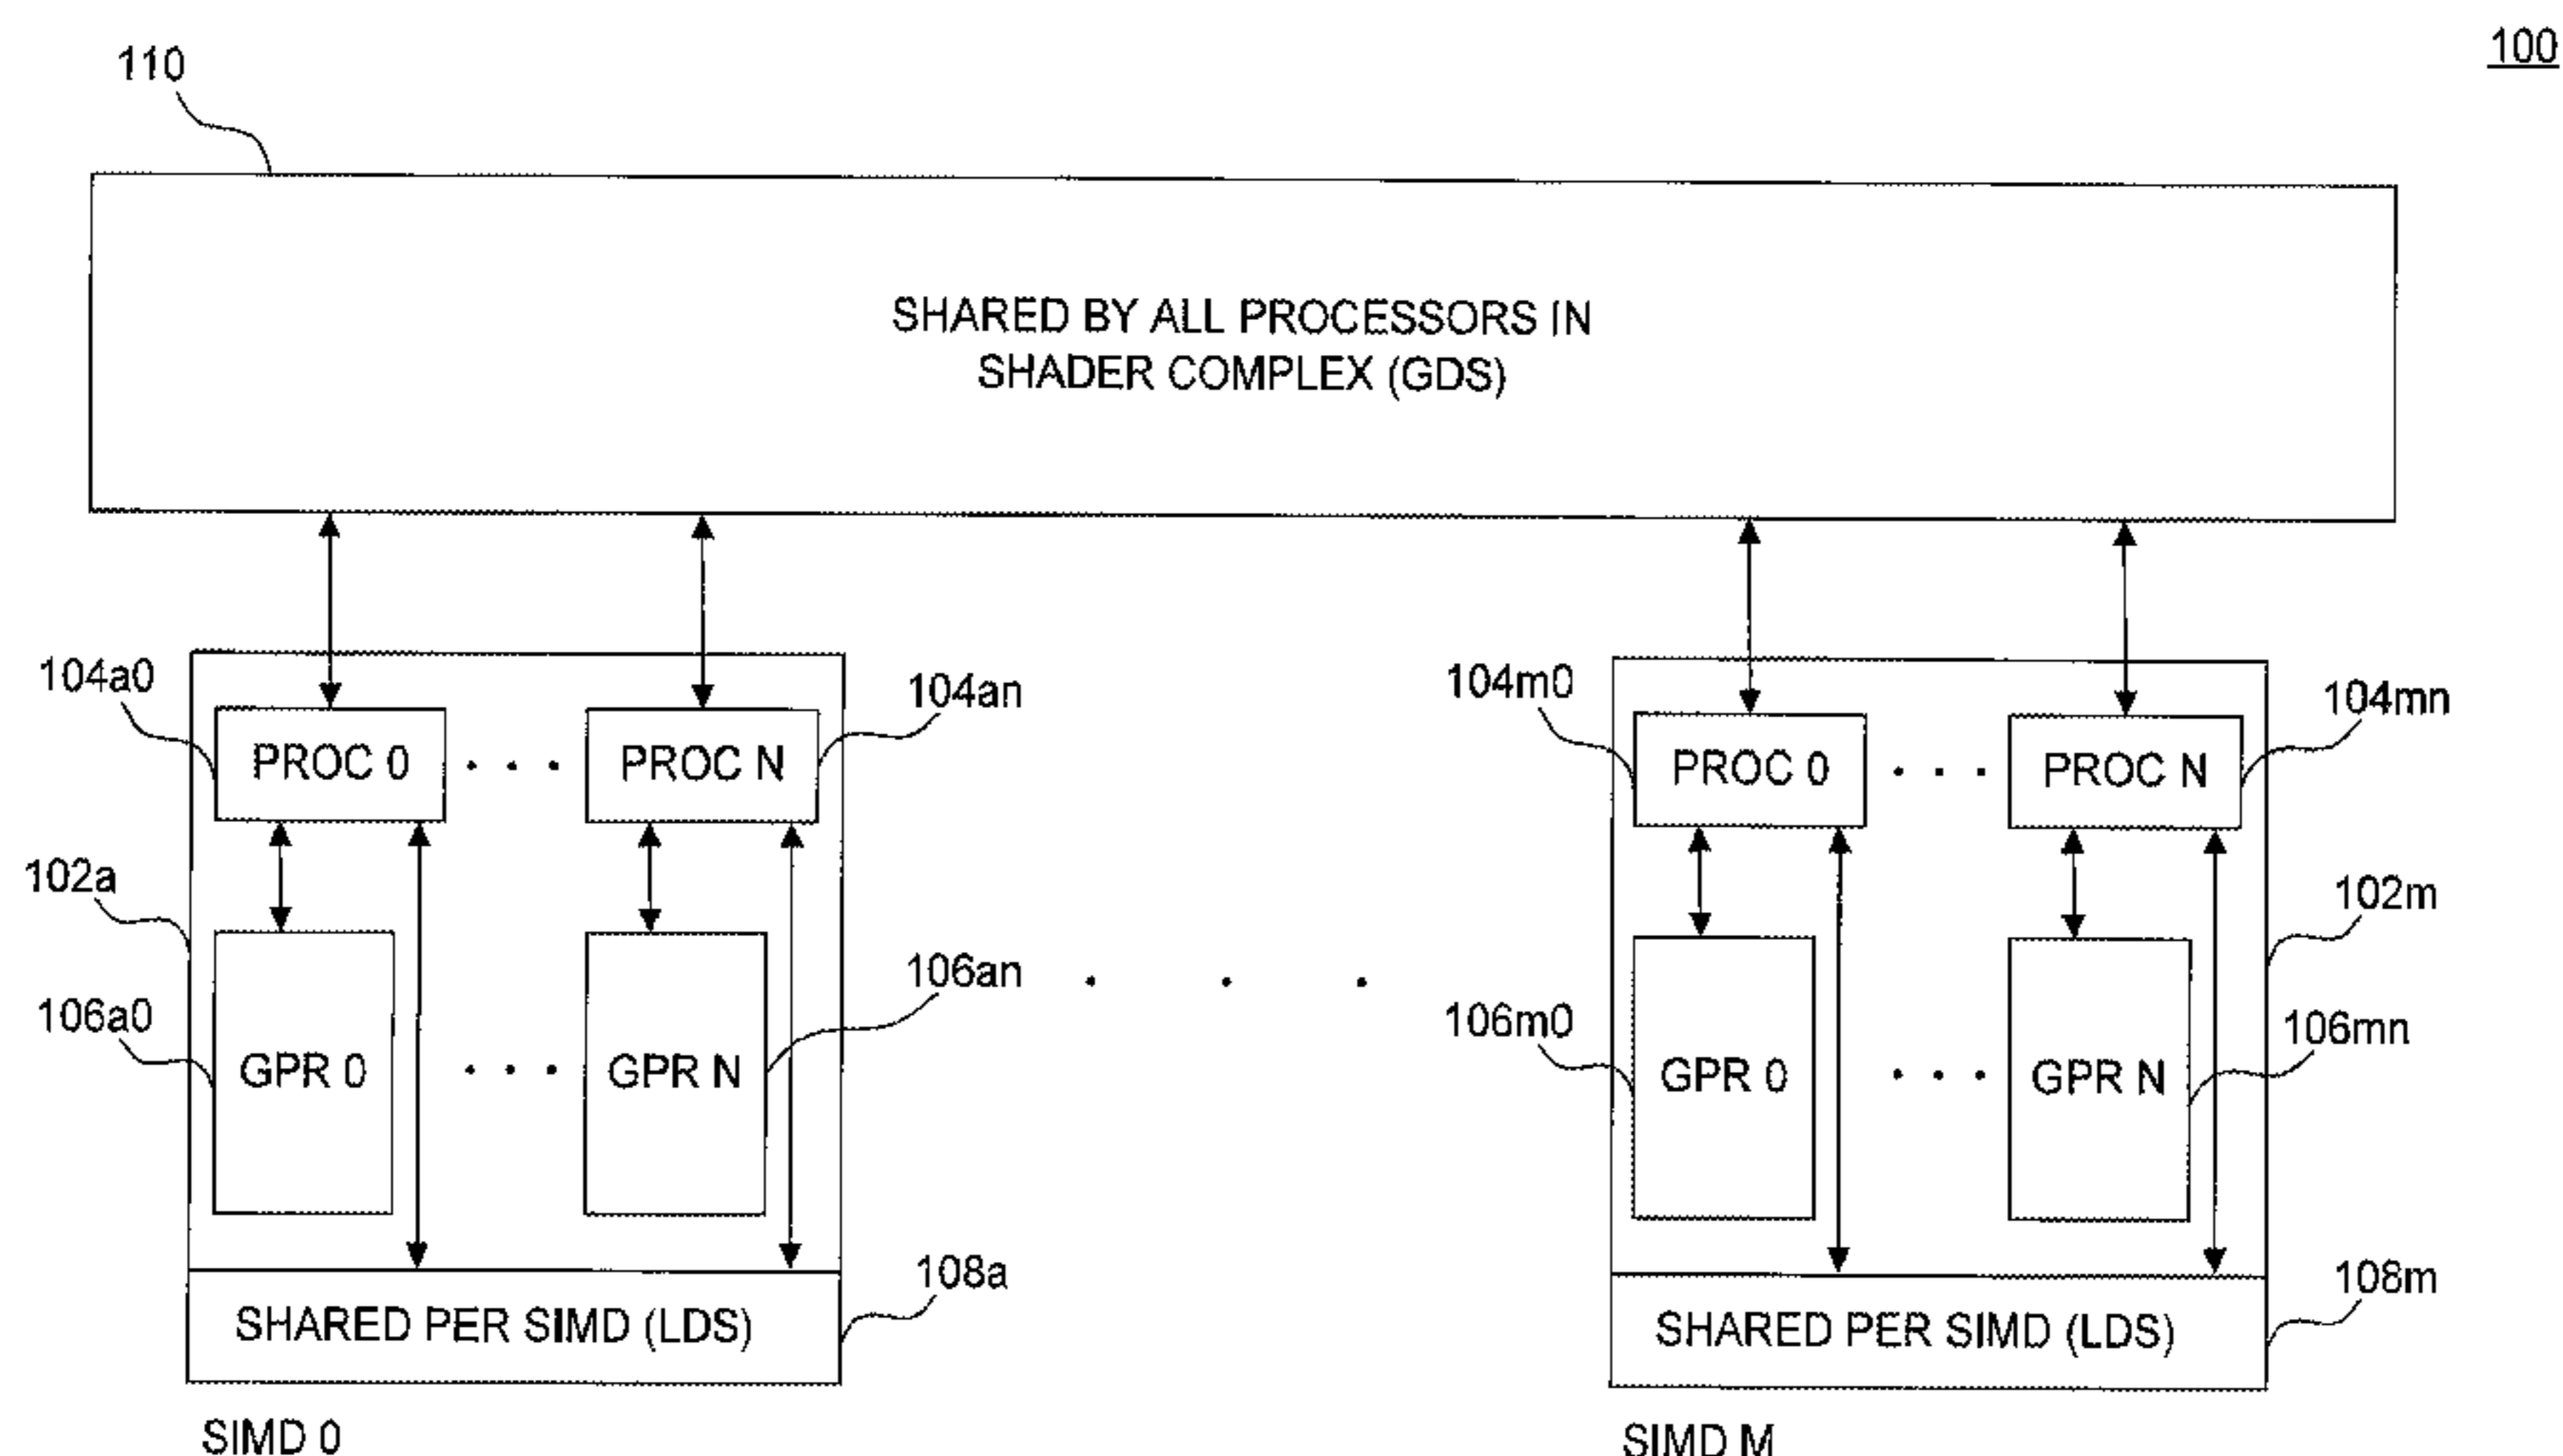 100
110
SHARED BY ALL PROCESSORS IN
SHADER COMPLEX (GDS)
104a0
104an
104m0
104mn
PROC 0
PROC N
PROC 0
PROC N
102a
102m
106a0
106an
106m0
106mn
GPR 0
GPR N
GPR 0
GPR N
108a
108m
SHARED PER SIMD (LDS)
SHARED PER SIMD (LDS)
SIMD 0
SIMD M